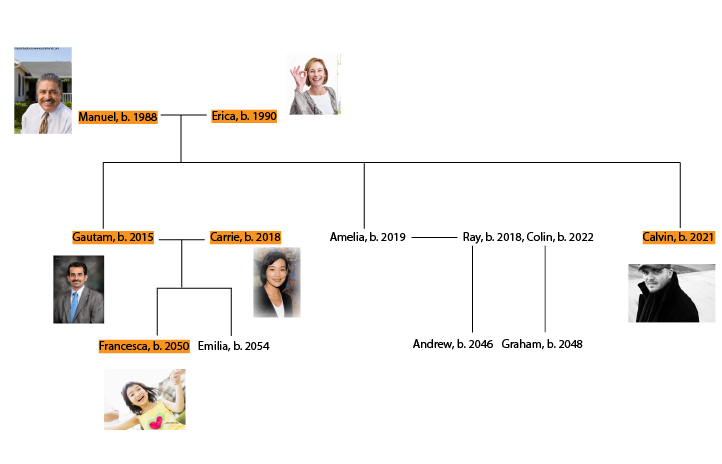 Manuel, b. 1988
Erica, b. 1990
Gautam, b. 2015
Carrie, b. 2018
Amelia, b. 2019
Ray, b. 2018, Colin, b. 2022
Calvin, b. 2021
Francesca, b. 2050
Emilia, b. 2054
Andrew, b. 2046
Graham, b. 2048